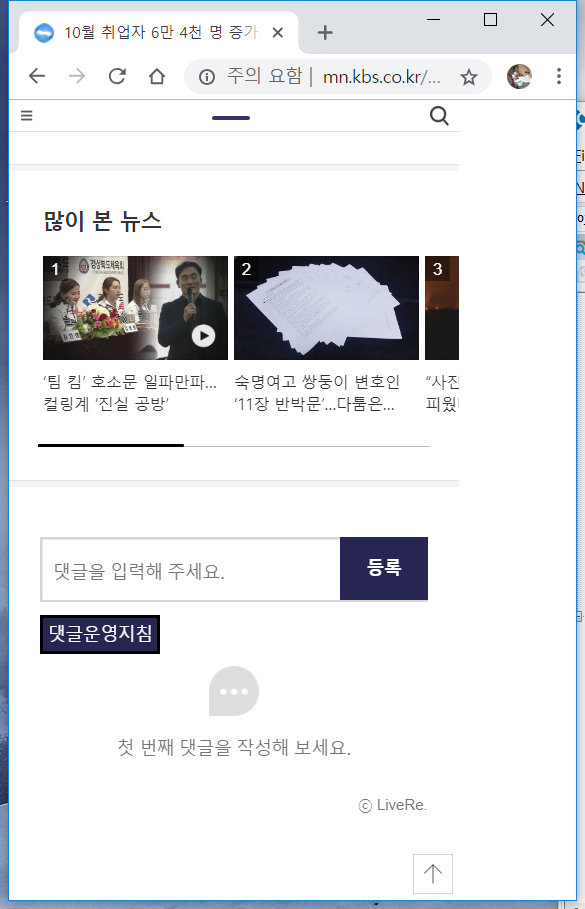 10월 취업자 6만 4천 명 증가
주의 요함 | mn.kbs.co.kr/...
많이 본 뉴스
1
2
3
경상북도체육회
‘팀 킴’ 호소문 일파만파...
컬링계 ‘진실 공방’
숙명여고 쌍둥이 변호인
‘11장 반박문’...다툼은...
“사진
피웠
댓글을 입력해 주세요.
등록
댓글운영지침
첫 번째 댓글을 작성해 보세요.
ⓒ LiveRe.